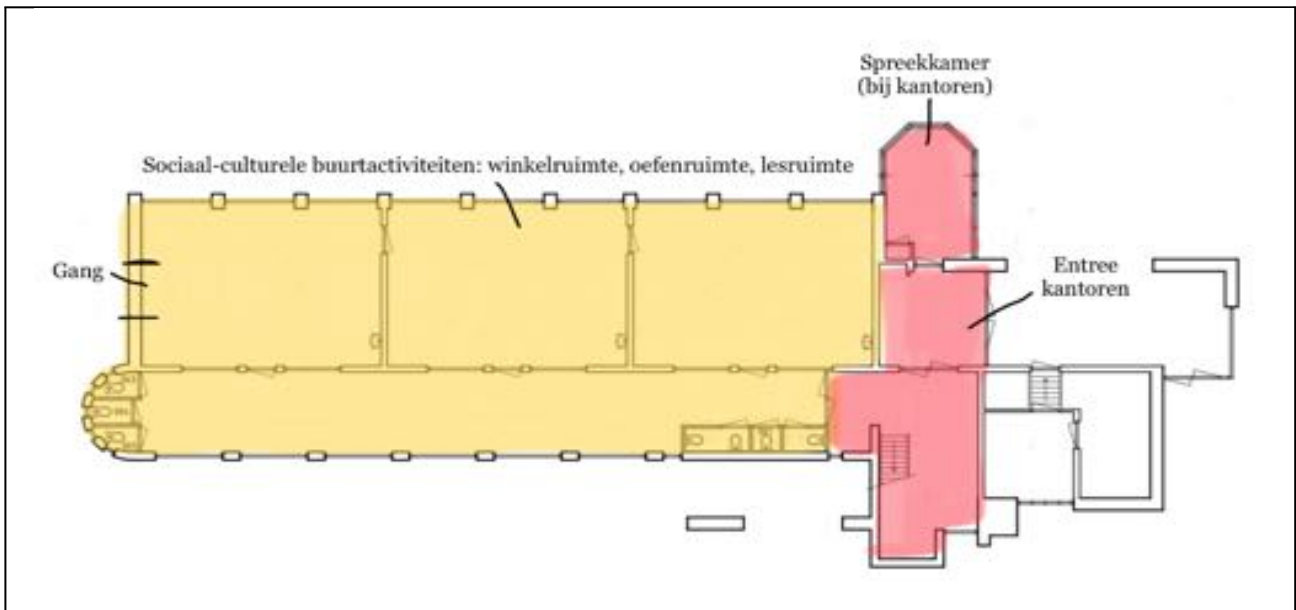 Spreekkamer
(bij kantoren)
Sociaal-culturele buurtactiviteiten: winkelruimte, oefenruimte, lesruimte
Gang
Entree
kantoren